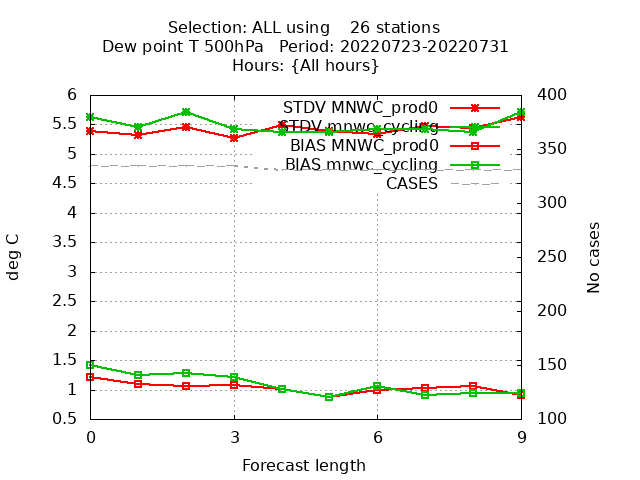 Selection: ALL using    26 stations
Dew point T 500hPa   Period: 20220723-20220731
Hours: {All hours}
6
5.5
5
4.5
4
3.5
3
2.5
2
1.5
1
0.5
deg C
STDV MNWC_prod0
STDV mnwc_cycling
BIAS MNWC_prod0
BIAS mnwc_cycling
CASES
400
350
300
250
200
150
100
No cases
0 3 6 9
Forecast length